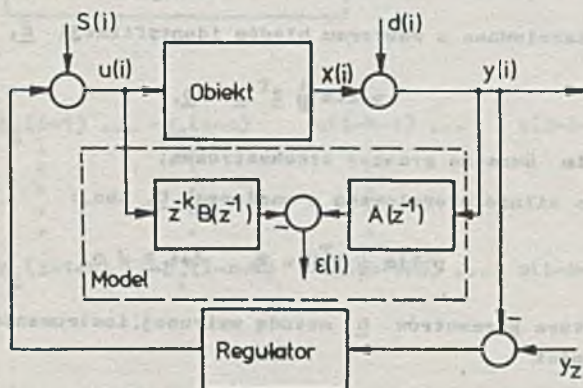 S(i)
d(i)
u(i)
Obiekt
x(i)
y(i)
z⁻ᵏB(z⁻¹)
A(z⁻¹)
-
ε(i)
Model
-
Regulator
y_z